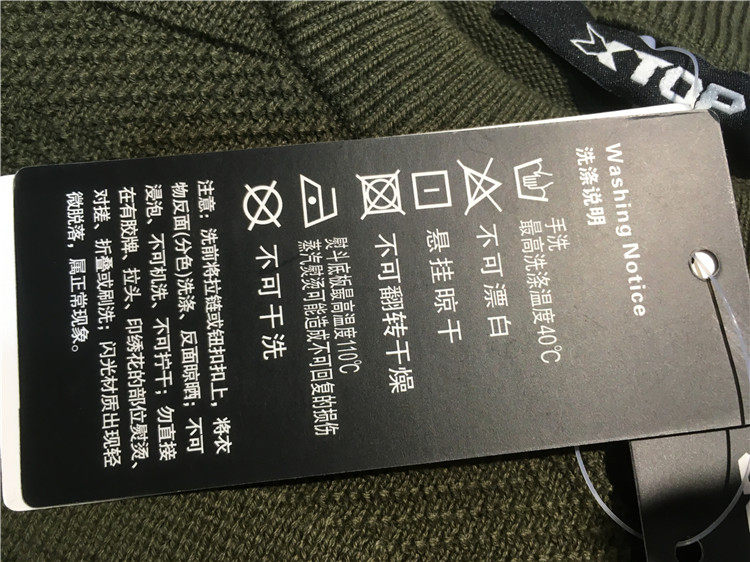 XTOP
Washing Notice
洗涤说明
手洗
最高洗涤温度40℃
不可漂白
悬挂晾干
不可翻转干燥
熨斗底板最高温度110℃
蒸汽熨烫可能造成不可回复的损伤
不可干洗
注意：洗前将拉链或钮扣扣上，将衣
物反面(分色)洗涤、反面晾晒；不可
浸泡、不可机洗、不可拧干；勿直接
在有胶牌、拉头、印绣花的部位熨烫、
对搓、折叠或刷洗；闪光材质出现轻
微脱落，属正常现象。